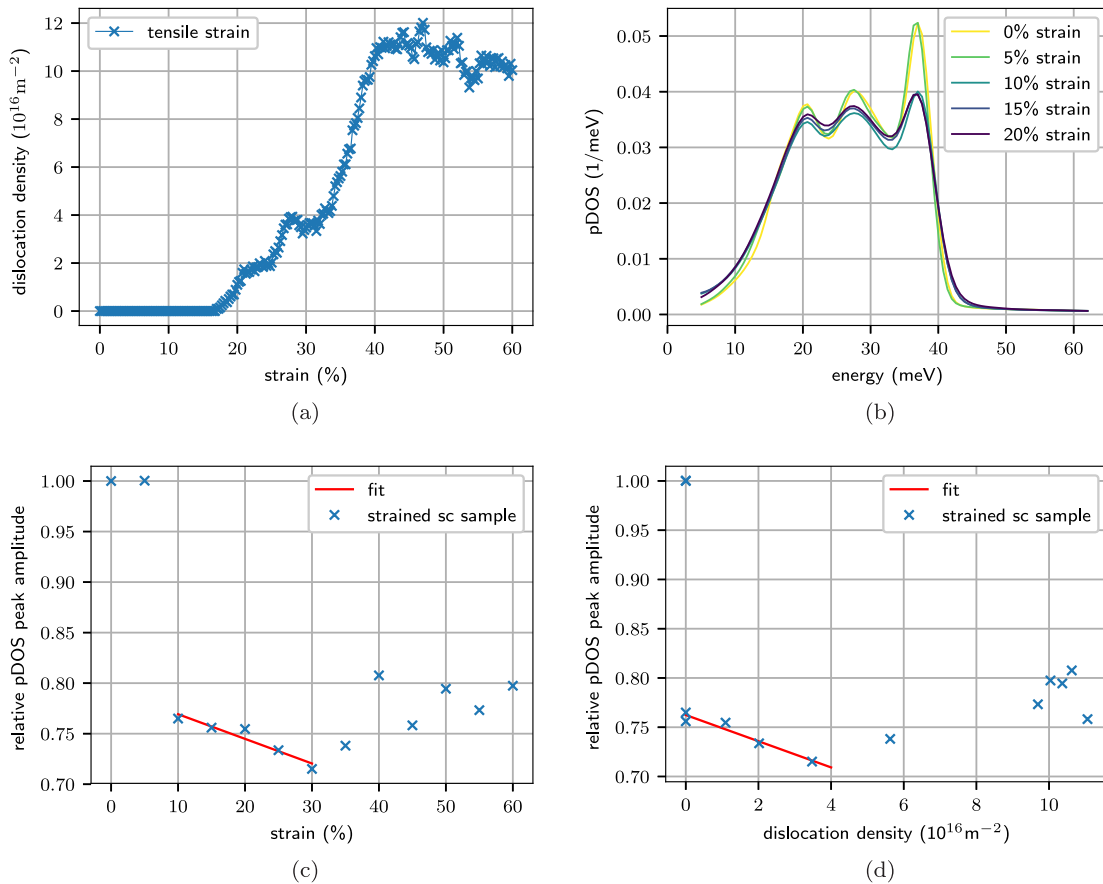 12
10
8
6
4
2
0
dislocation density (10¹⁶m⁻²)
tensile strain
0 10 20 30 40 50 60
strain (%)
(a)
0.05
0.04
0.03
0.02
0.01
0.00
pDOS (1/meV)
0% strain
5% strain
10% strain
15% strain
20% strain
0 10 20 30 40 50 60
energy (meV)
(b)
1.00
0.95
0.90
0.85
0.80
0.75
0.70
relative pDOS peak amplitude
fit
strained sc sample
0 10 20 30 40 50 60
strain (%)
(c)
1.00
0.95
0.90
0.85
0.80
0.75
0.70
relative pDOS peak amplitude
fit
strained sc sample
0 2 4 6 8 10
dislocation density (10¹⁶m⁻²)
(d)